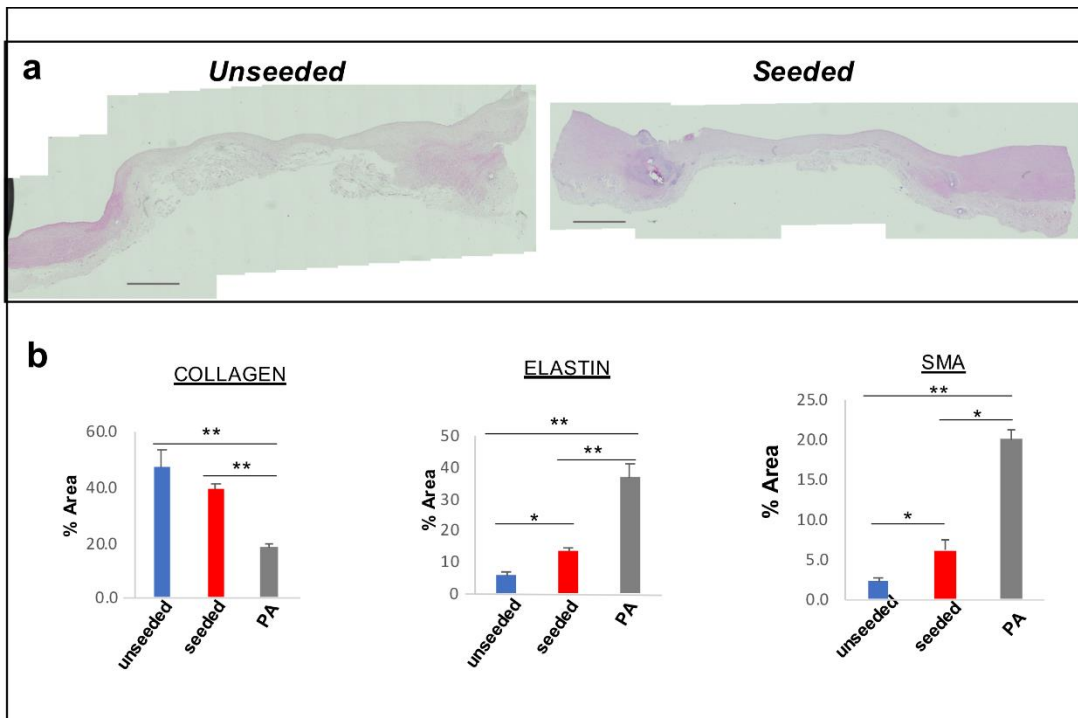 a
Unseeded
Seeded
b
COLLAGEN
% Area
60.0
40.0
20.0
0.0
**
**
unseeded
seeded
PA
ELASTIN
% Area
50
40
30
20
10
0
**
**
*
unseeded
seeded
PA
SMA
% Area
25.0
20.0
15.0
10.0
5.0
0.0
**
*
*
unseeded
seeded
PA